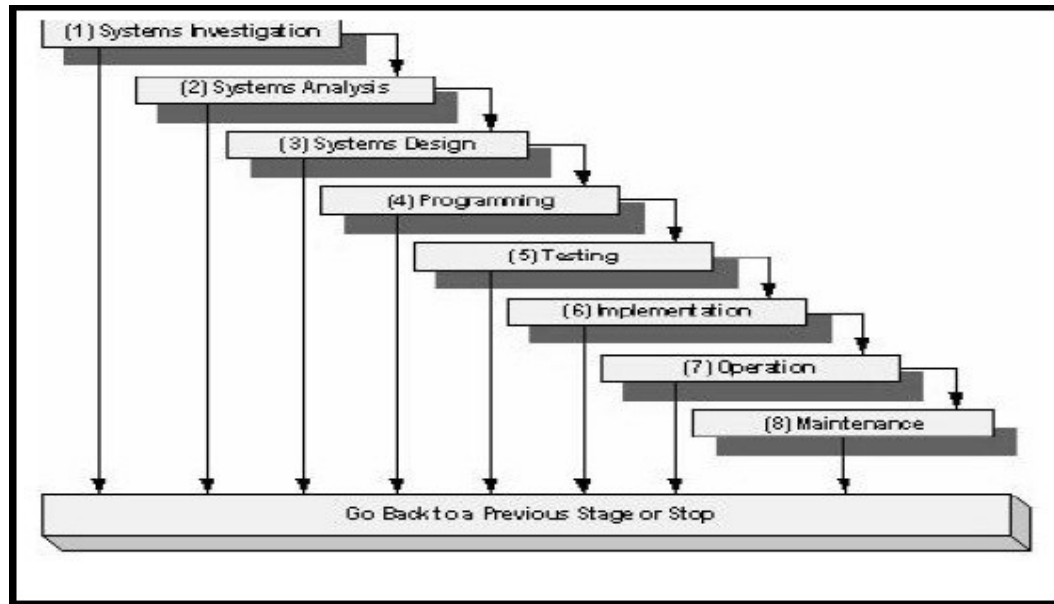 (1) Systems Investigation
(2) Systems Analysis
(3) Systems Design
(4) Programming
(5) Testing
(6) Implementation
(7) Operation
(8) Maintenance
Go Back to a Previous Stage or Stop